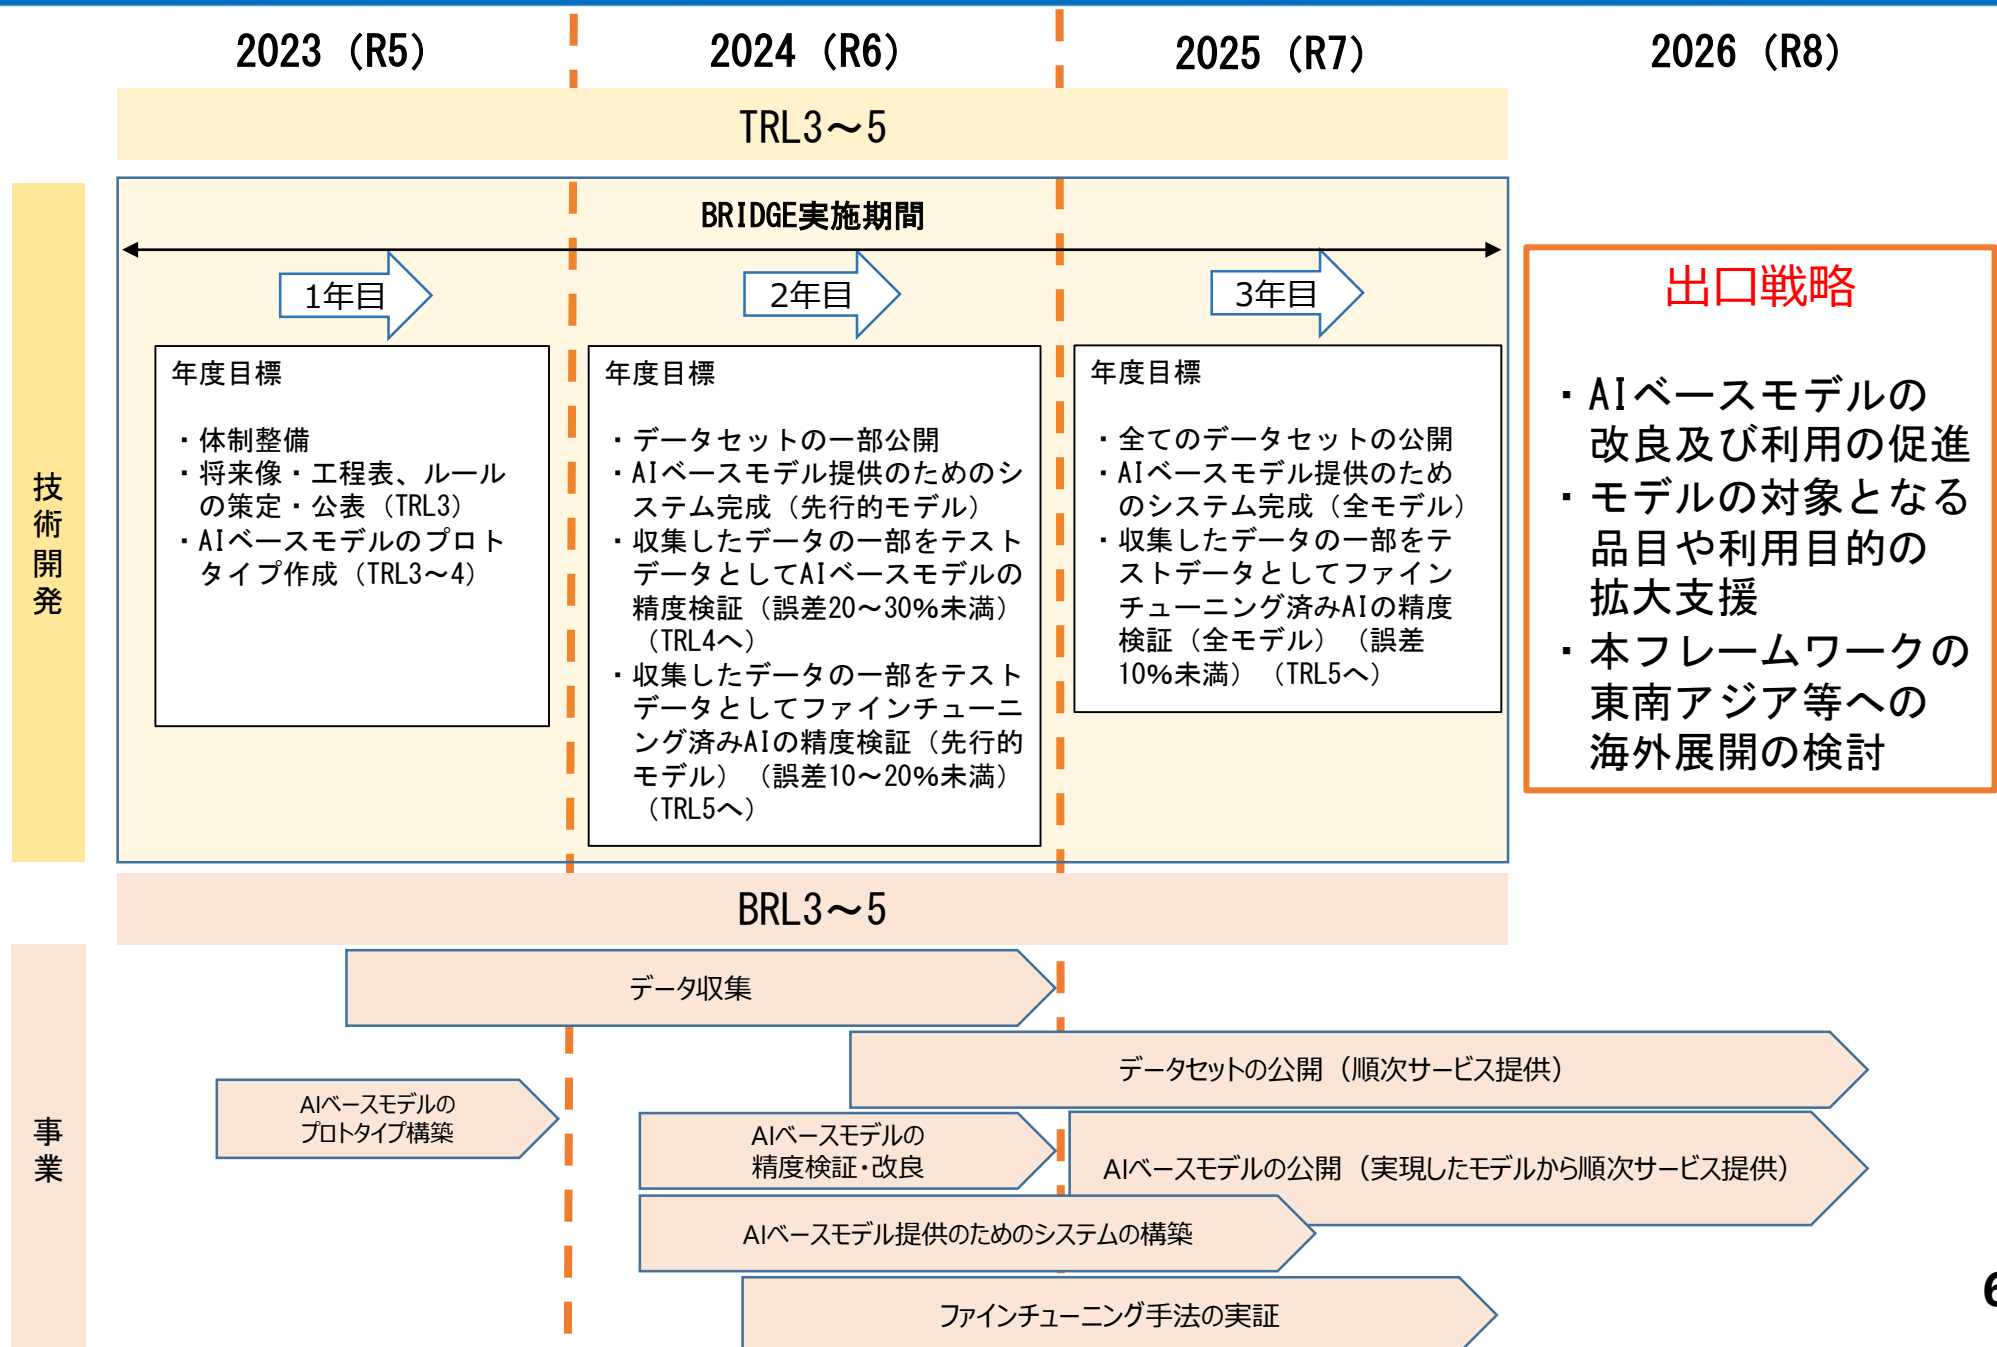 2023（R5）
2024（R6）
2025（R7）
2026（R8）
TRL3～5
技術開発
BRIDGE実施期間
1年目
2年目
3年目
年度目標
・体制整備
・将来像・工程表、ルール
の策定・公表（TRL3）
・AIベースモデルのプロト
タイプ作成（TRL3～4）
年度目標
・データセットの一部公開
・AIベースモデル提供のためのシ
ステム完成（先行的モデル）
・収集したデータの一部をテスト
データとしてAIベースモデルの
精度検証（誤差20～30%未満）
（TRL4へ）
・収集したデータの一部をテスト
データとしてファインチューニ
ング済みAIの精度検証（先行的
モデル）（誤差10～20%未満）
（TRL5へ）
年度目標
・全てのデータセットの公開
・AIベースモデル提供のため
のシステム完成（全モデル）
・収集したデータの一部をテ
ストデータとしてファイン
チューニング済みAIの精度
検証（全モデル）（誤差
10%未満）（TRL5へ）
出口戦略
・AIベースモデルの
改良及び利用の促進
・モデルの対象となる
品目や利用目的の
拡大支援
・本フレームワークの
東南アジア等への
海外展開の検討
BRL3～5
事業
データ収集
データセットの公開（順次サービス提供）
AIベースモデルの
プロトタイプ構築
AIベースモデルの
精度検証・改良
AIベースモデルの公開（実現したモデルから順次サービス提供）
AIベースモデル提供のためのシステムの構築
ファインチューニング手法の実証
6